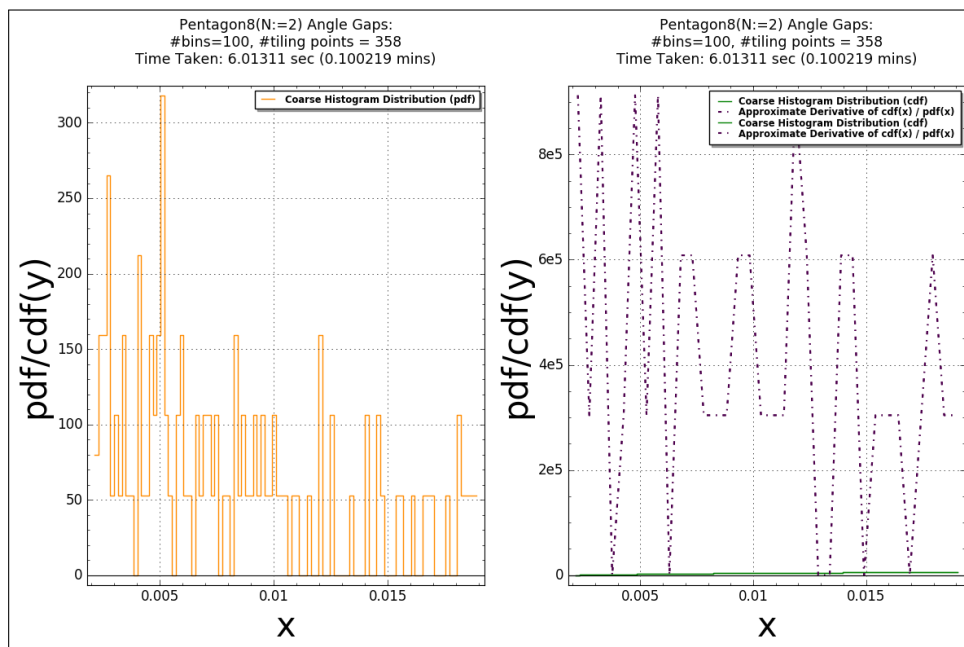 Pentagon8(N:=2) Angle Gaps:
#bins=100, #tiling points = 358
Time Taken: 6.01311 sec (0.100219 mins)
Coarse Histogram Distribution (pdf)
300
250
200
150
100
50
0
pdf/cdf(y)
0.005
0.01
0.015
x
Pentagon8(N:=2) Angle Gaps:
#bins=100, #tiling points = 358
Time Taken: 6.01311 sec (0.100219 mins)
Coarse Histogram Distribution (cdf)
Approximate Derivative of cdf(x) / pdf(x)
Coarse Histogram Distribution (cdf)
Approximate Derivative of cdf(x) / pdf(x)
8e5
6e5
4e5
2e5
0
pdf/cdf(y)
0.005
0.01
0.015
x